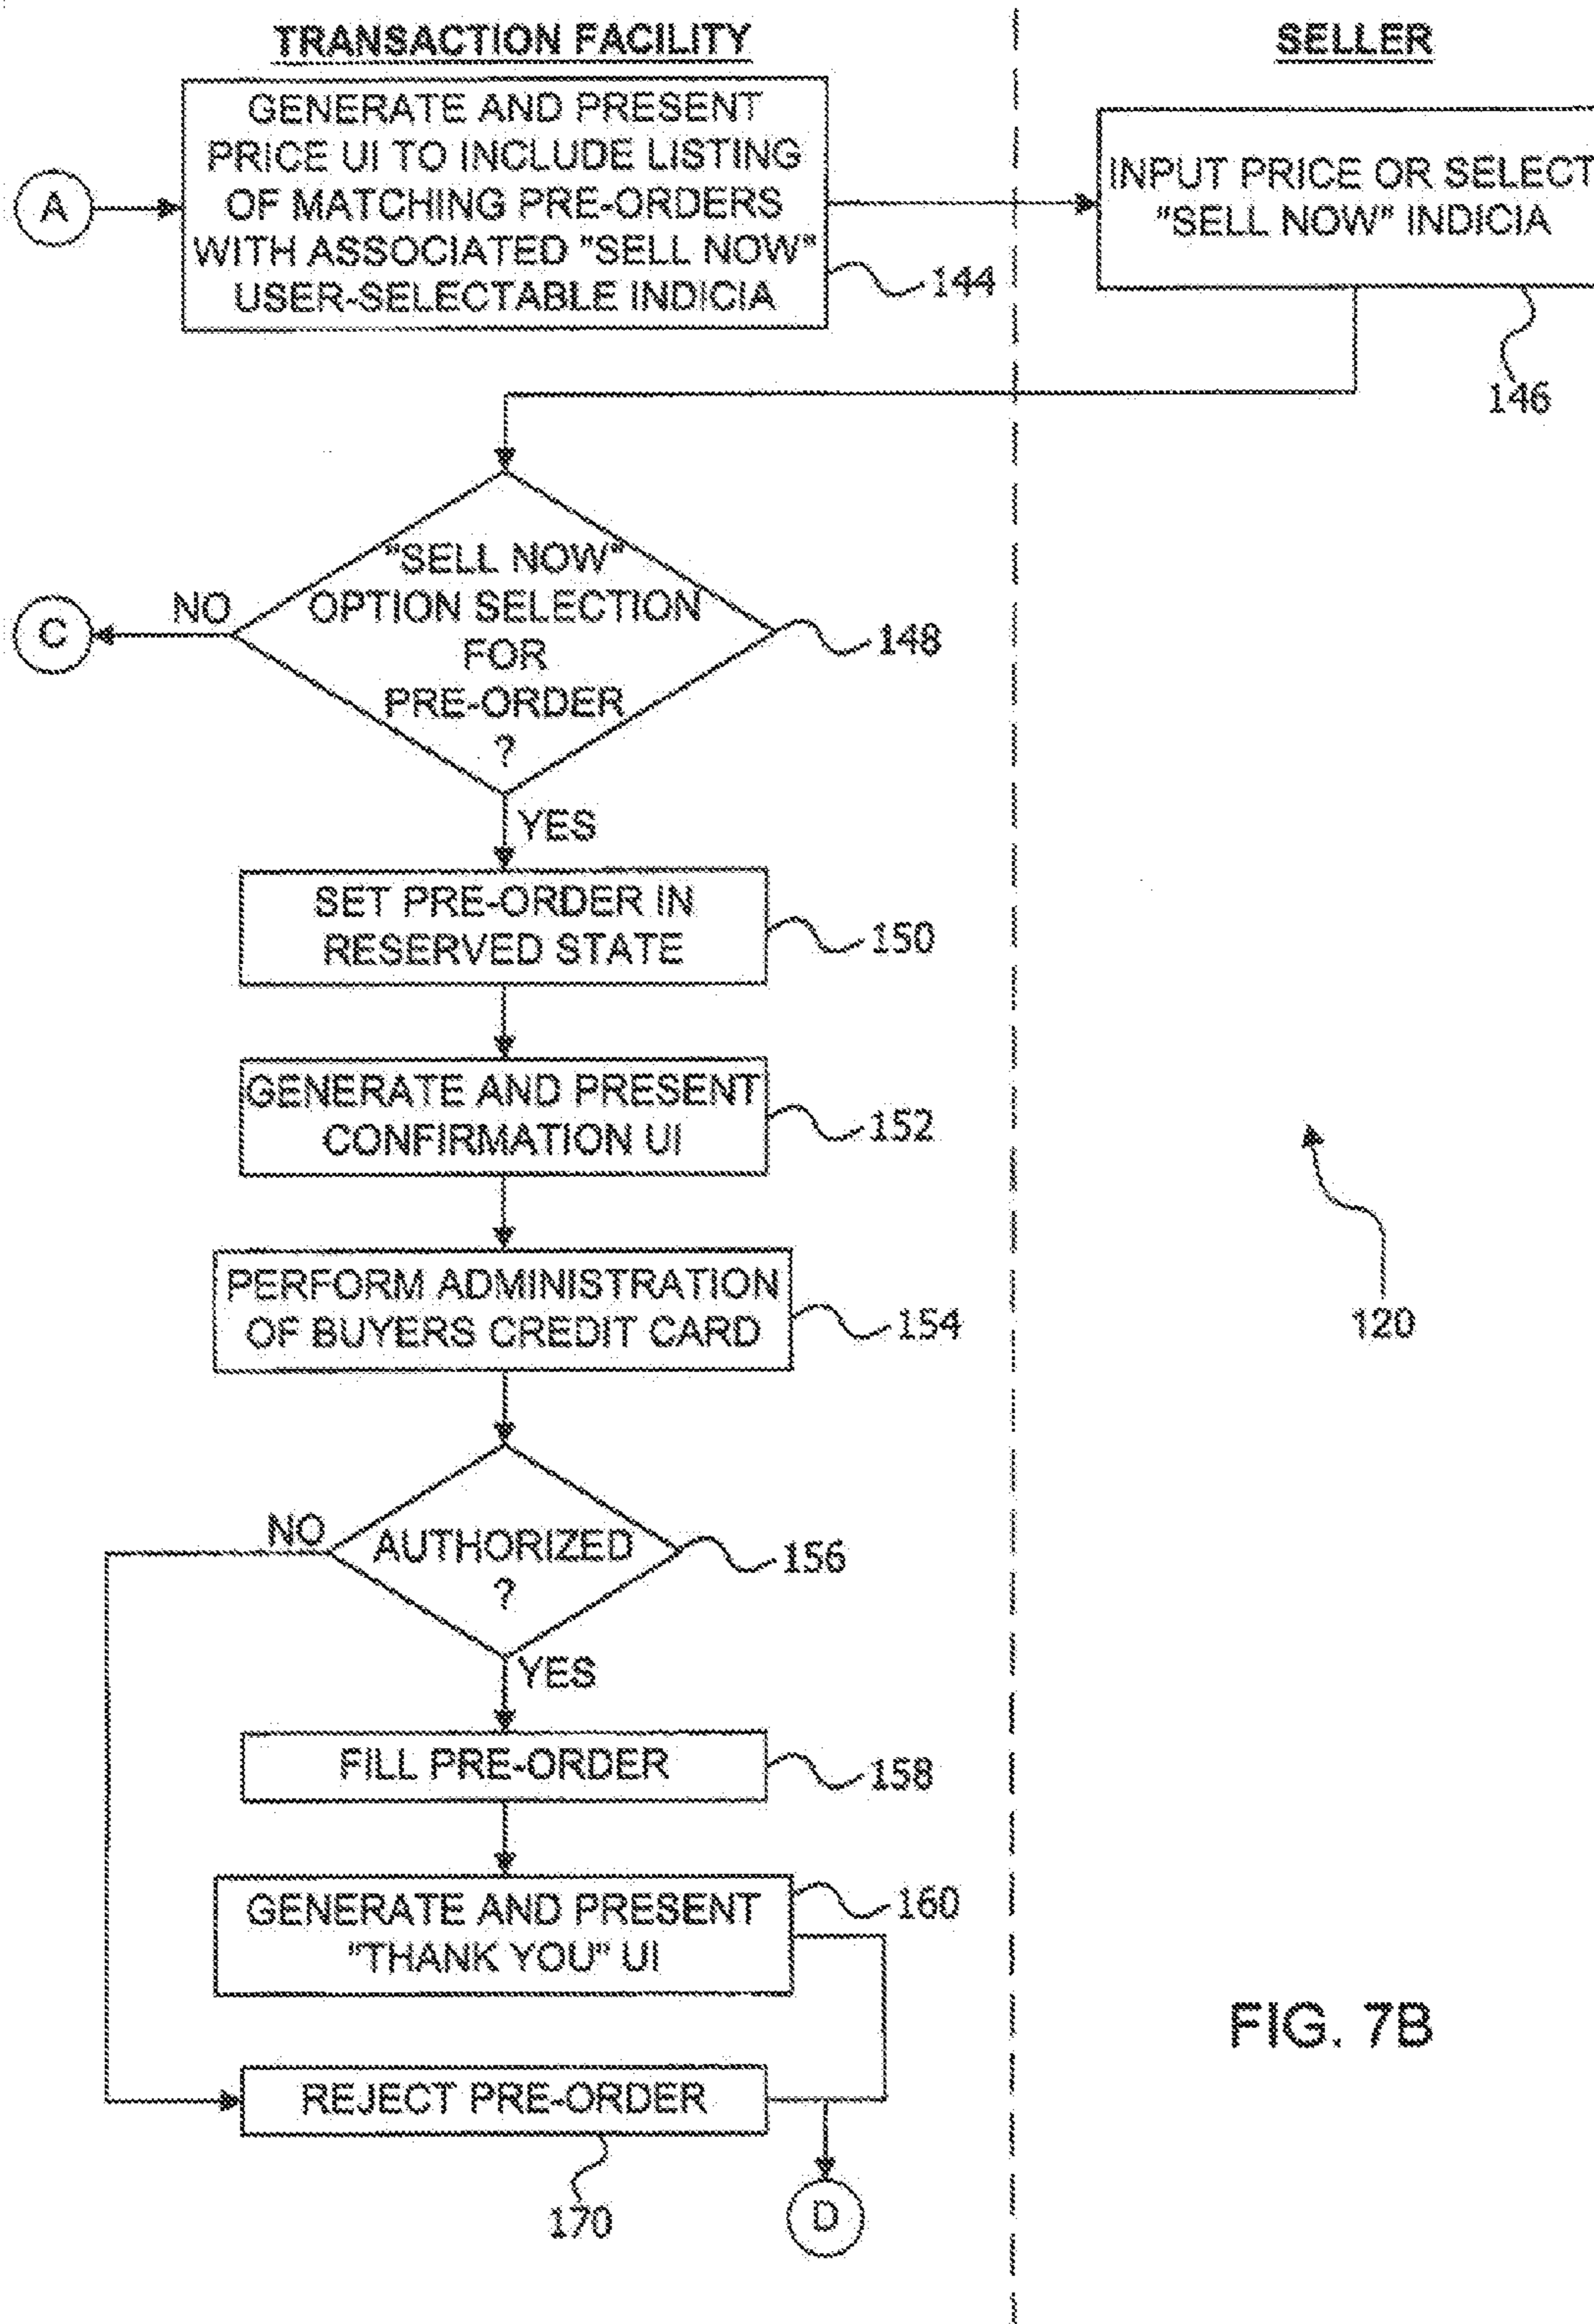 TRANSACTION FACILITY
SELLER
GENERATE AND PRESENT
PRICE UI TO INCLUDE LISTING
OF MATCHING PRE-ORDERS
WITH ASSOCIATED "SELL NOW"
USER-SELECTABLE INDICIA
A
144
INPUT PRICE OR SELECT
"SELL NOW" INDICIA
146
"SELL NOW"
OPTION SELECTION
FOR
PRE-ORDER
?
NO
C
148
YES
SET PRE-ORDER IN
RESERVED STATE
150
GENERATE AND PRESENT
CONFIRMATION UI
152
PERFORM ADMINISTRATION
OF BUYERS CREDIT CARD
154
120
NO
AUTHORIZED
?
156
YES
FILL PRE-ORDER
158
GENERATE AND PRESENT
"THANK YOU" UI
160
REJECT PRE-ORDER
170
D
FIG. 7B